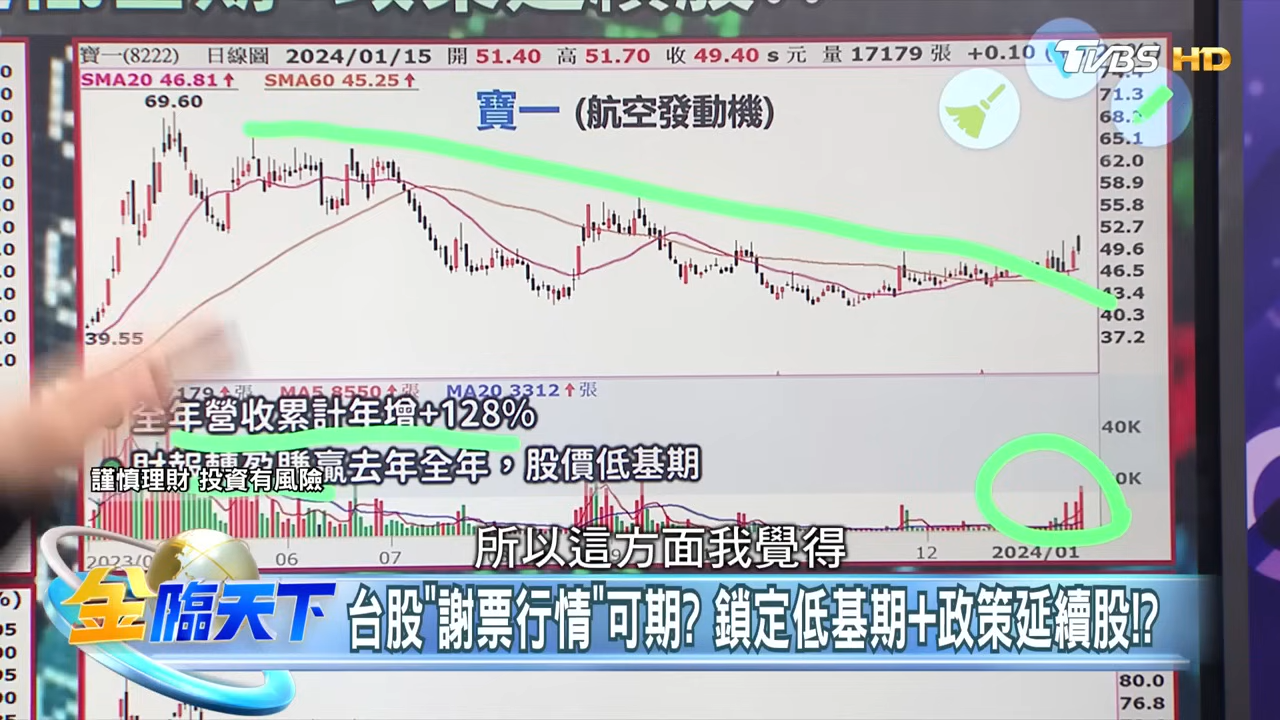 寶一(8222) 日線圖 2024/01/15 開 51.40 高 51.70 收 49.40 s 元 量 17179 張 +0.10
TVBS HD
SMA20 46.81↑ SMA60 45.25↑
69.60
寶一 (航空發動機)
71.3
68.2
65.1
62.0
58.9
55.8
52.7
49.6
46.5
43.4
40.3
37.2
39.55
179↑張 MA5 8550↑張 MA20 3312↑張
全年營收累計年增+128%
40K
財報轉盈賺贏去年全年，股價低基期
0K
謹慎理財 投資有風險
所以這方面我覺得
06 07 12 2024/01
金臨天下
台股"謝票行情"可期? 鎖定低基期+政策延續股!?
80.0
76.8